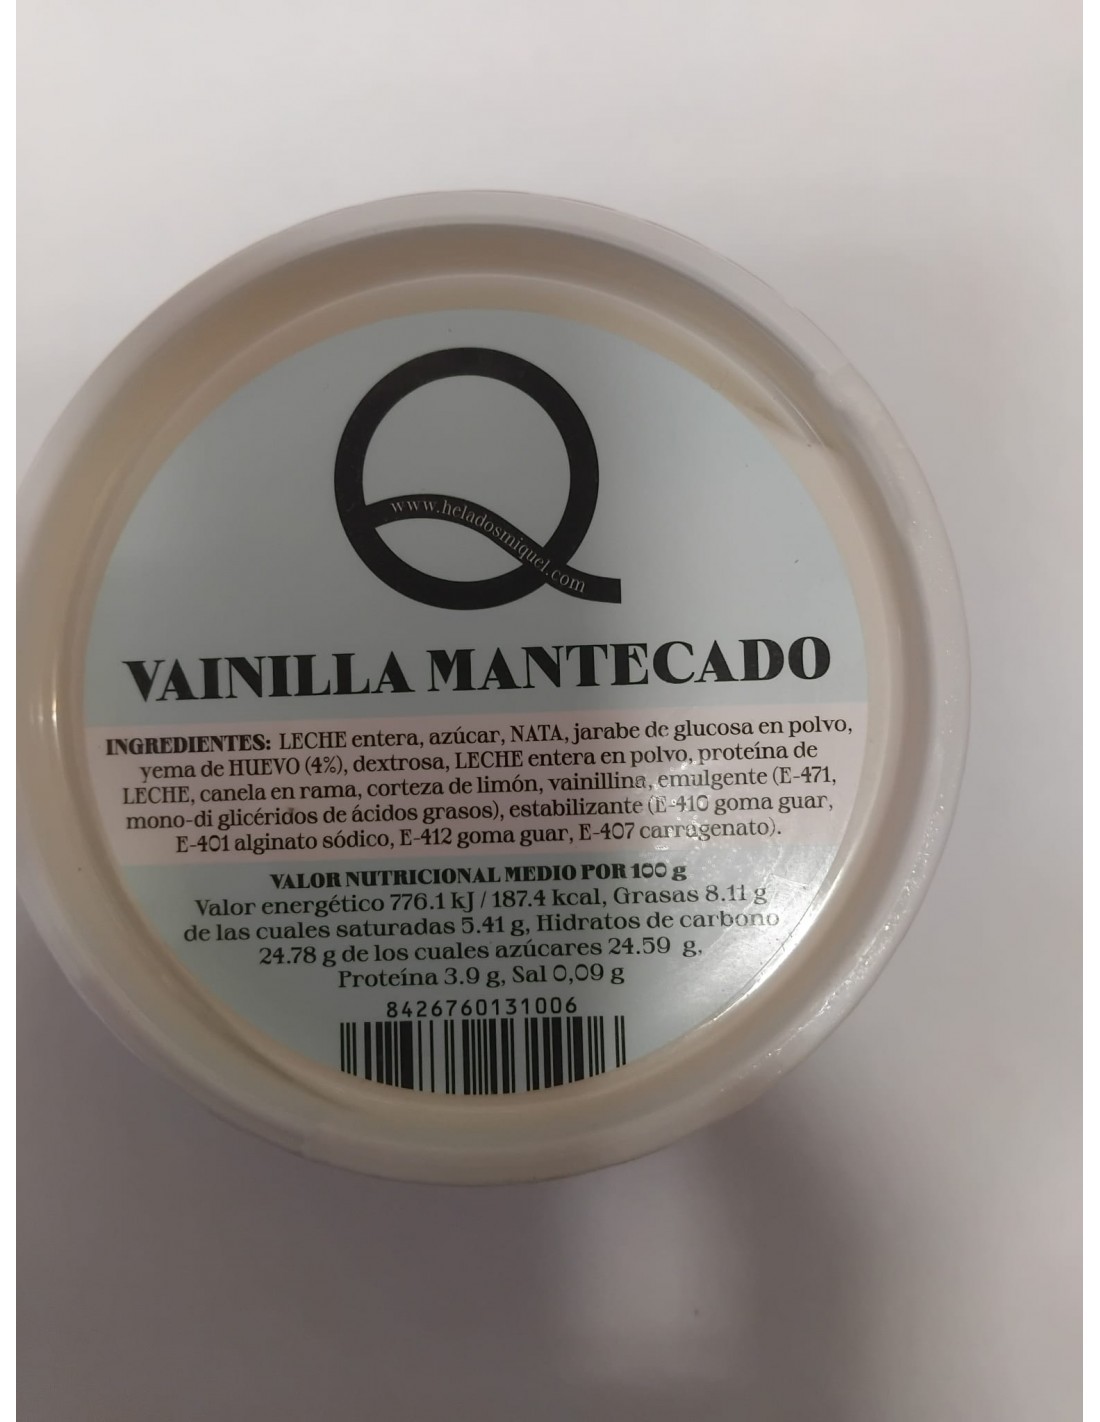 Q
www.heladosmiquel.com
VAINILLA MANTECADO
INGREDIENTES: LECHE entera, azúcar, NATA, jarabe de glucosa en polvo,
yema de HUEVO (4%), dextrosa, LECHE entera en polvo, proteína de
LECHE, canela en rama, corteza de limón, vainillina, emulgente (E-471,
mono-di glicéridos de ácidos grasos), estabilizante (E-410 goma guar,
E-401 alginato sódico, E-412 goma guar, E-407 carragenato).
VALOR NUTRICIONAL MEDIO POR 100 g
Valor energético 776.1 kJ / 187.4 kcal, Grasas 8.11 g
de las cuales saturadas 5.41 g, Hidratos de carbono
24.78 g de los cuales azúcares 24.59 g,
Proteína 3.9 g, Sal 0,09 g
8426760131006